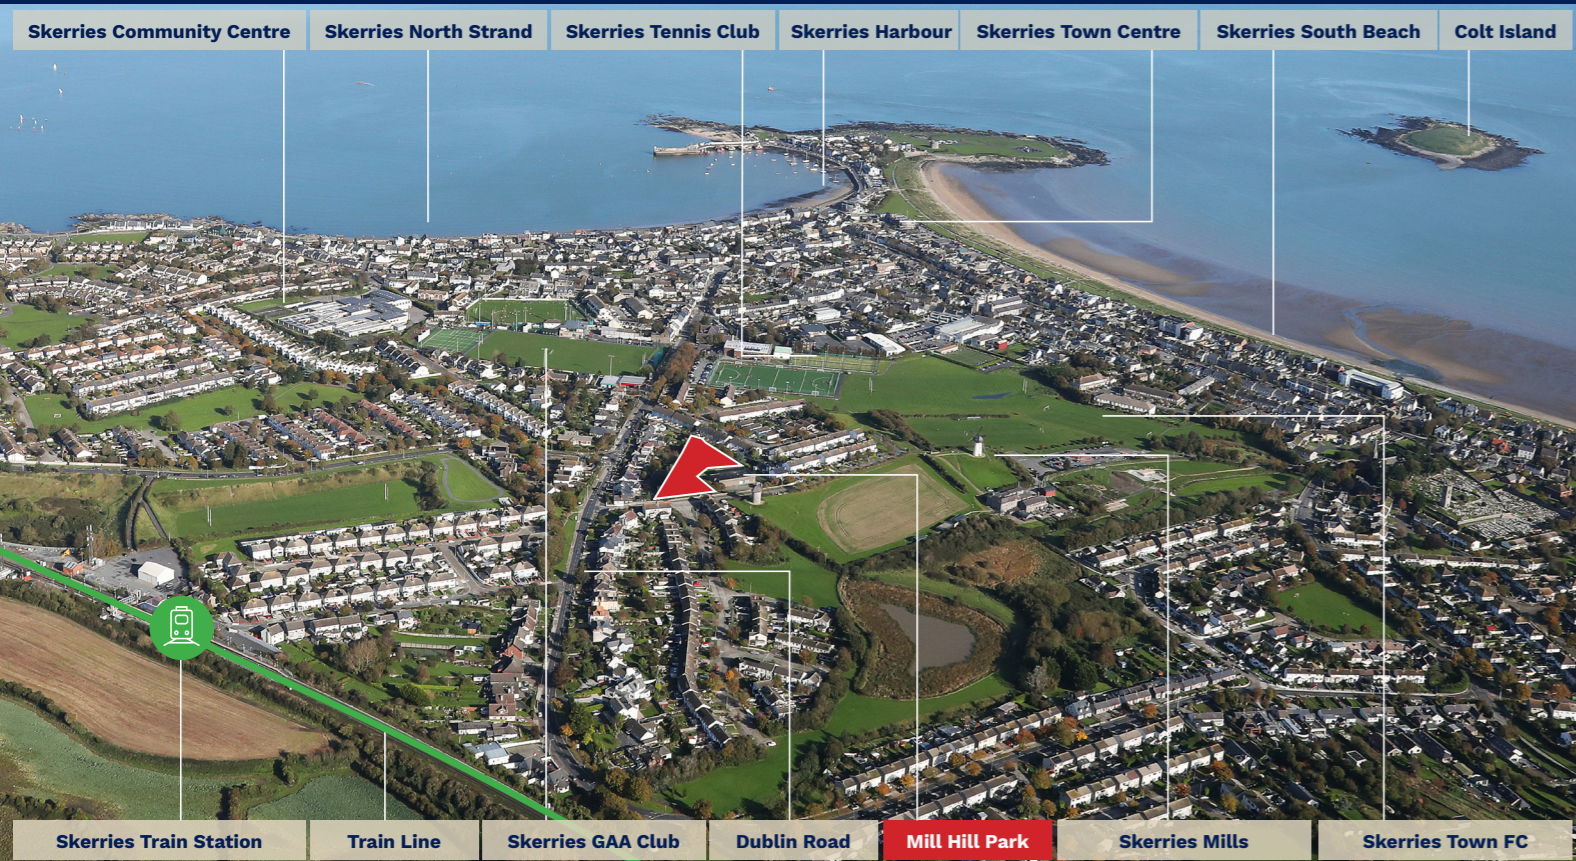 Skerries Community Centre
Skerries North Strand
Skerries Tennis Club
Skerries Harbour
Skerries Town Centre
Skerries South Beach
Colt Island
Skerries Train Station
Train Line
Skerries GAA Club
Dublin Road
Mill Hill Park
Skerries Mills
Skerries Town FC